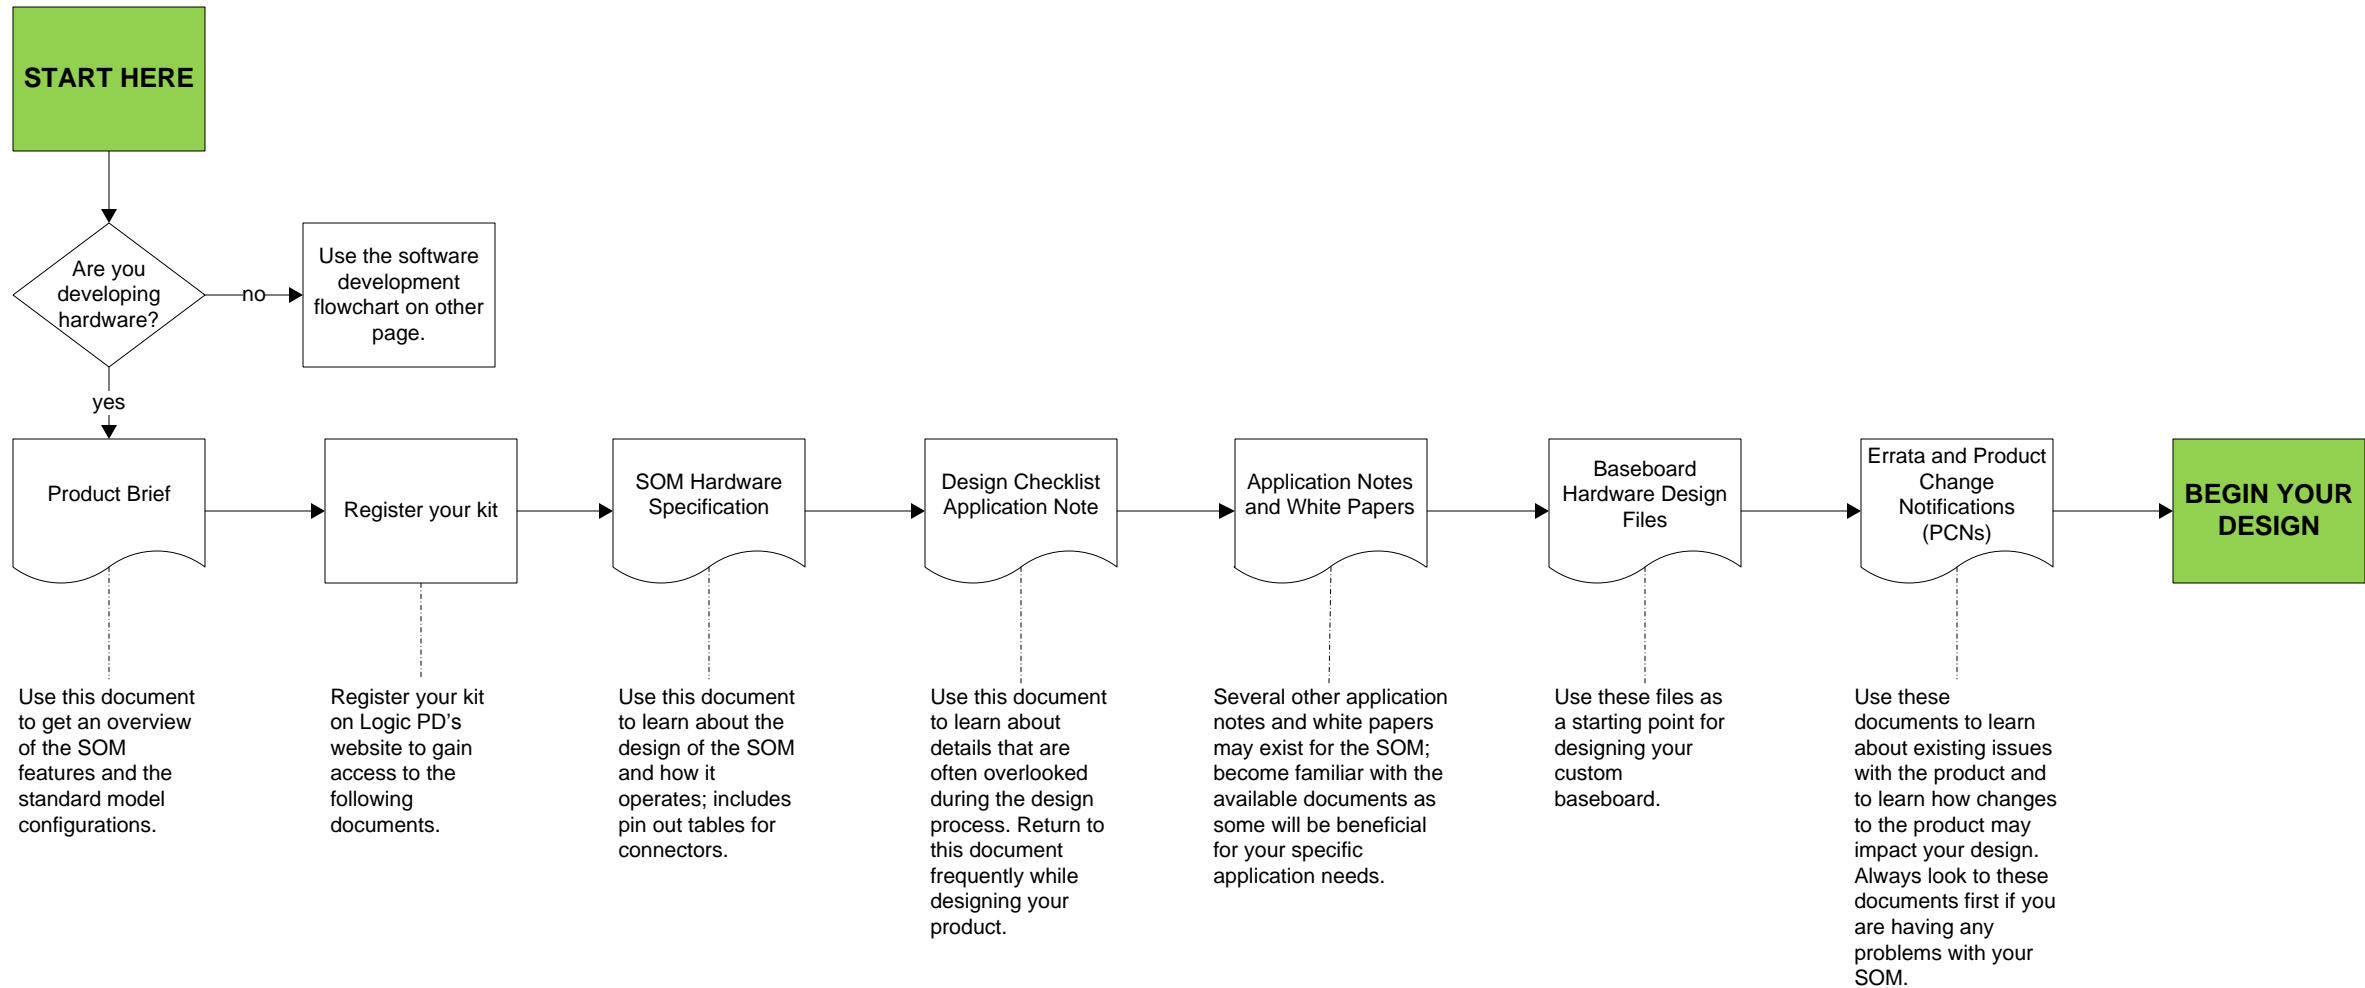 START HERE
Are you
developing
hardware?
no
Use the software
development
flowchart on other
page.
yes
Product Brief
Register your kit
SOM Hardware
Specification
Design Checklist
Application Note
Application Notes
and White Papers
Baseboard
Hardware Design
Files
Errata and Product
Change
Notifications
(PCNs)
BEGIN YOUR
DESIGN
Use this document
to get an overview
of the SOM
features and the
standard model
configurations.
Register your kit
on Logic PD’s
website to gain
access to the
following
documents.
Use this document
to learn about the
design of the SOM
and how it
operates; includes
pin out tables for
connectors.
Use this document
to learn about
details that are
often overlooked
during the design
process. Return to
this document
frequently while
designing your
product.
Several other application
notes and white papers
may exist for the SOM;
become familiar with the
available documents as
some will be beneficial
for your specific
application needs.
Use these files as
a starting point for
designing your
custom
baseboard.
Use these
documents to learn
about existing issues
with the product and
to learn how changes
to the product may
impact your design.
Always look to these
documents first if you
are having any
problems with your
SOM.